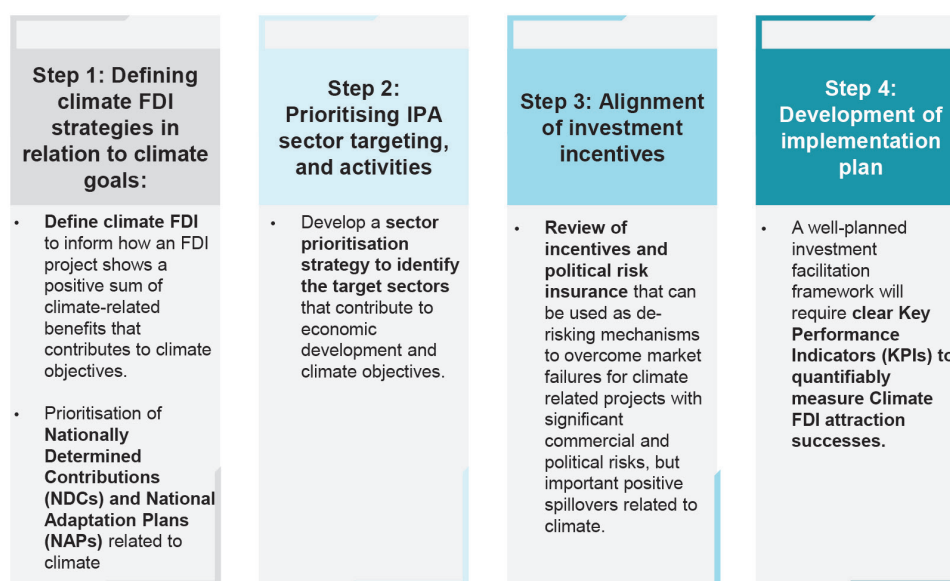 Step 1: Defining
climate FDI
strategies in
relation to climate
goals:
• Define climate FDI
to inform how an FDI
project shows a
positive sum of
climate-related
benefits that
contributes to climate
objectives.
• Prioritisation of
Nationally
Determined
Contributions
(NDCs) and National
Adaptation Plans
(NAPs) related to
climate
Step 2:
Prioritising IPA
sector targeting,
and activities
• Develop a sector
prioritisation
strategy to identify
the target sectors
that contribute to
economic
development and
climate objectives.
Step 3: Alignment
of investment
incentives
• Review of
incentives and
political risk
insurance that can
be used as de-
risking mechanisms
to overcome market
failures for climate
related projects with
significant
commercial and
political risks, but
important positive
spillovers related to
climate.
Step 4:
Development of
implementation
plan
• A well-planned
investment
facilitation
framework will
require clear Key
Performance
Indicators (KPIs) to
quantifiably
measure Climate
FDI attraction
successes.